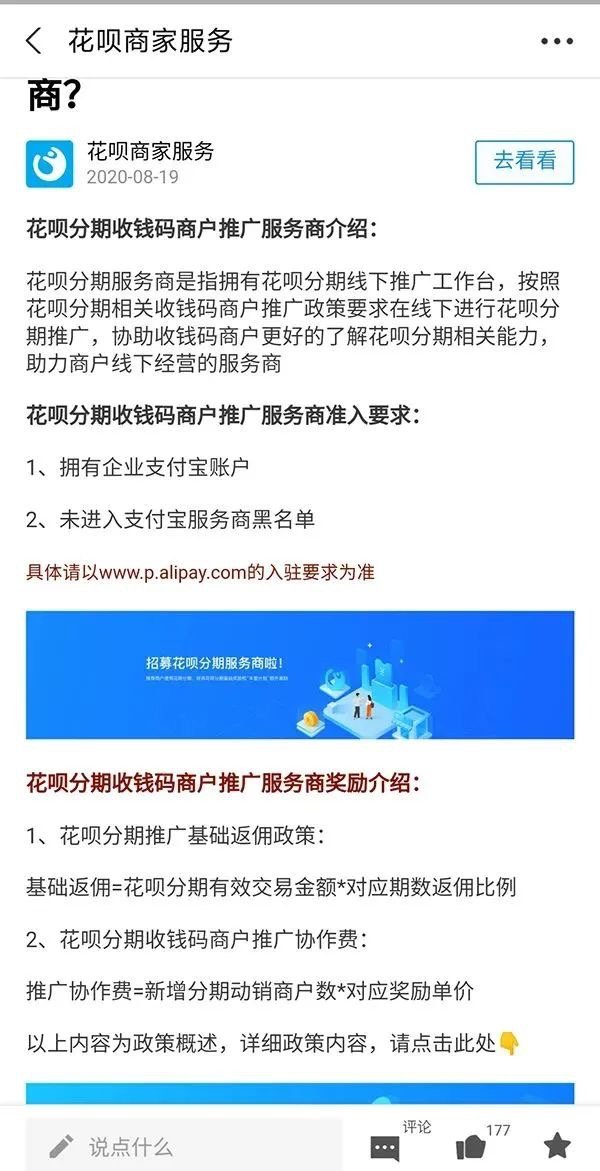 花呗商家服务
商？
花呗商家服务
2020-08-19
去看看
花呗分期收钱码商户推广服务商介绍：
花呗分期服务商是指拥有花呗分期线下推广工作台，按照
花呗分期相关收钱码商户推广政策要求在线下进行花呗分
期推广，协助收钱码商户更好的了解花呗分期相关能力，
助力商户线下经营的服务商
花呗分期收钱码商户推广服务商准入要求：
1、拥有企业支付宝账户
2、未进入支付宝服务商黑名单
具体请以www.p.alipay.com的入驻要求为准
招募花呗分期服务商啦！
花呗分期收钱码商户推广服务商奖励介绍：
1、花呗分期推广基础返佣政策：
基础返佣=花呗分期有效交易金额*对应期数返佣比例
2、花呗分期收钱码商户推广协作费：
推广协作费=新增分期动销商户数*对应奖励单价
以上内容为政策概述，详细政策内容，请点击此处👇
说点什么
评论
177